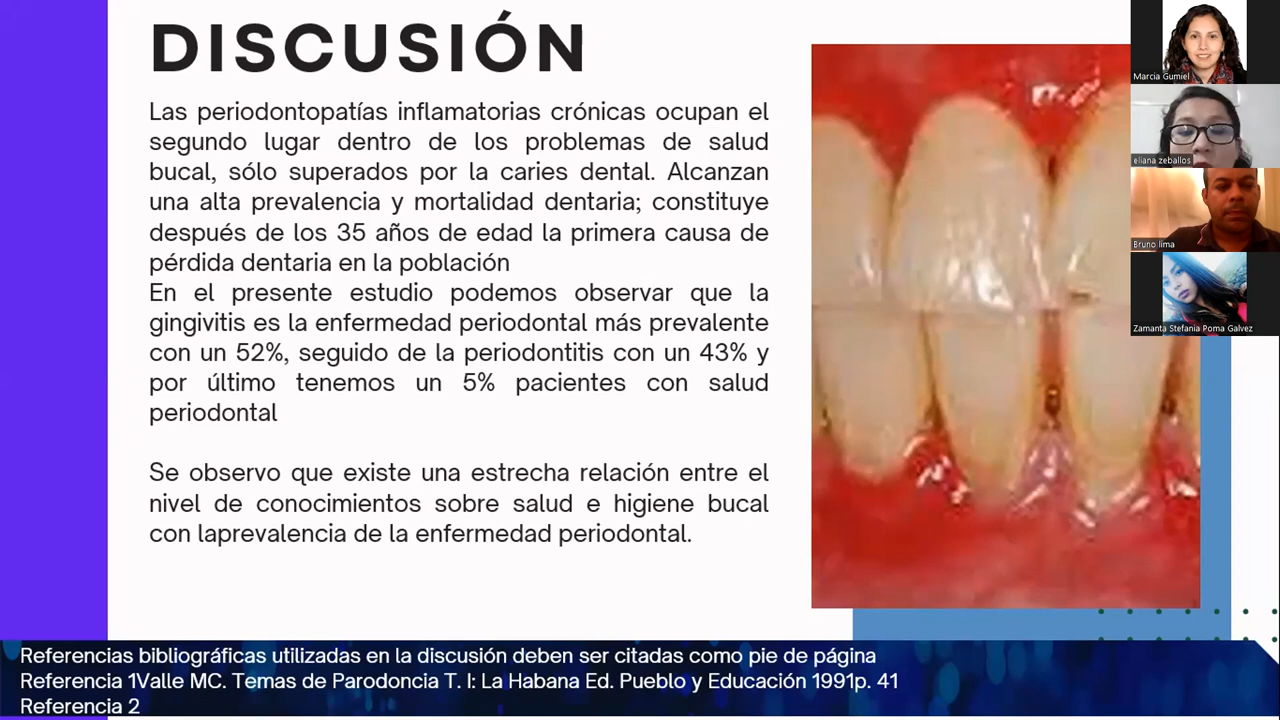 DISCUSIÓN
Las periodontopatías inflamatorias crónicas ocupan el
segundo lugar dentro de los problemas de salud
bucal, sólo superados por la caries dental. Alcanzan
una alta prevalencia y mortalidad dentaria; constituye
después de los 35 años de edad la primera causa de
pérdida dentaria en la población
En el presente estudio podemos observar que la
gingivitis es la enfermedad periodontal más prevalente
con un 52%, seguido de la periodontitis con un 43% y
por último tenemos un 5% pacientes con salud
periodontal
Se observo que existe una estrecha relación entre el
nivel de conocimientos sobre salud e higiene bucal
con laprevalencia de la enfermedad periodontal.
Marcia Gumiel
eliana zeballos
Bruno lima
Zamanta Stefania Poma Galvez
Referencias bibliográficas utilizadas en la discusión deben ser citadas como pie de página
Referencia 1Valle MC. Temas de Parodoncia T. I: La Habana Ed. Pueblo y Educación 1991p. 41
Referencia 2